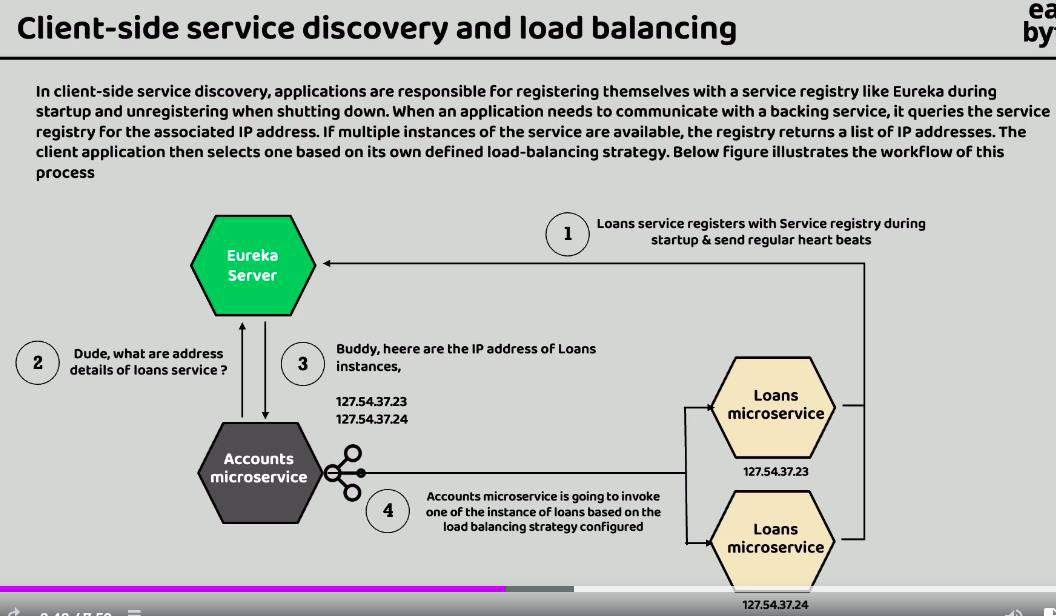 Client-side service discovery and load balancing
ea
by
In client-side service discovery, applications are responsible for registering themselves with a service registry like Eureka during
startup and unregistering when shutting down. When an application needs to communicate with a backing service, it queries the service
registry for the associated IP address. If multiple instances of the service are available, the registry returns a list of IP addresses. The
client application then selects one based on its own defined load-balancing strategy. Below figure illustrates the workflow of this
process
1
Loans service registers with Service registry during
startup & send regular heart beats
Eureka
Server
2
Dude, what are address
details of loans service ?
3
Buddy, heere are the IP address of Loans
instances,
127.54.37.23
127.54.37.24
Loans
microservice
127.54.37.23
Accounts
microservice
4
Accounts microservice is going to invoke
one of the instance of loans based on the
load balancing strategy configured
Loans
microservice
127.54.37.24